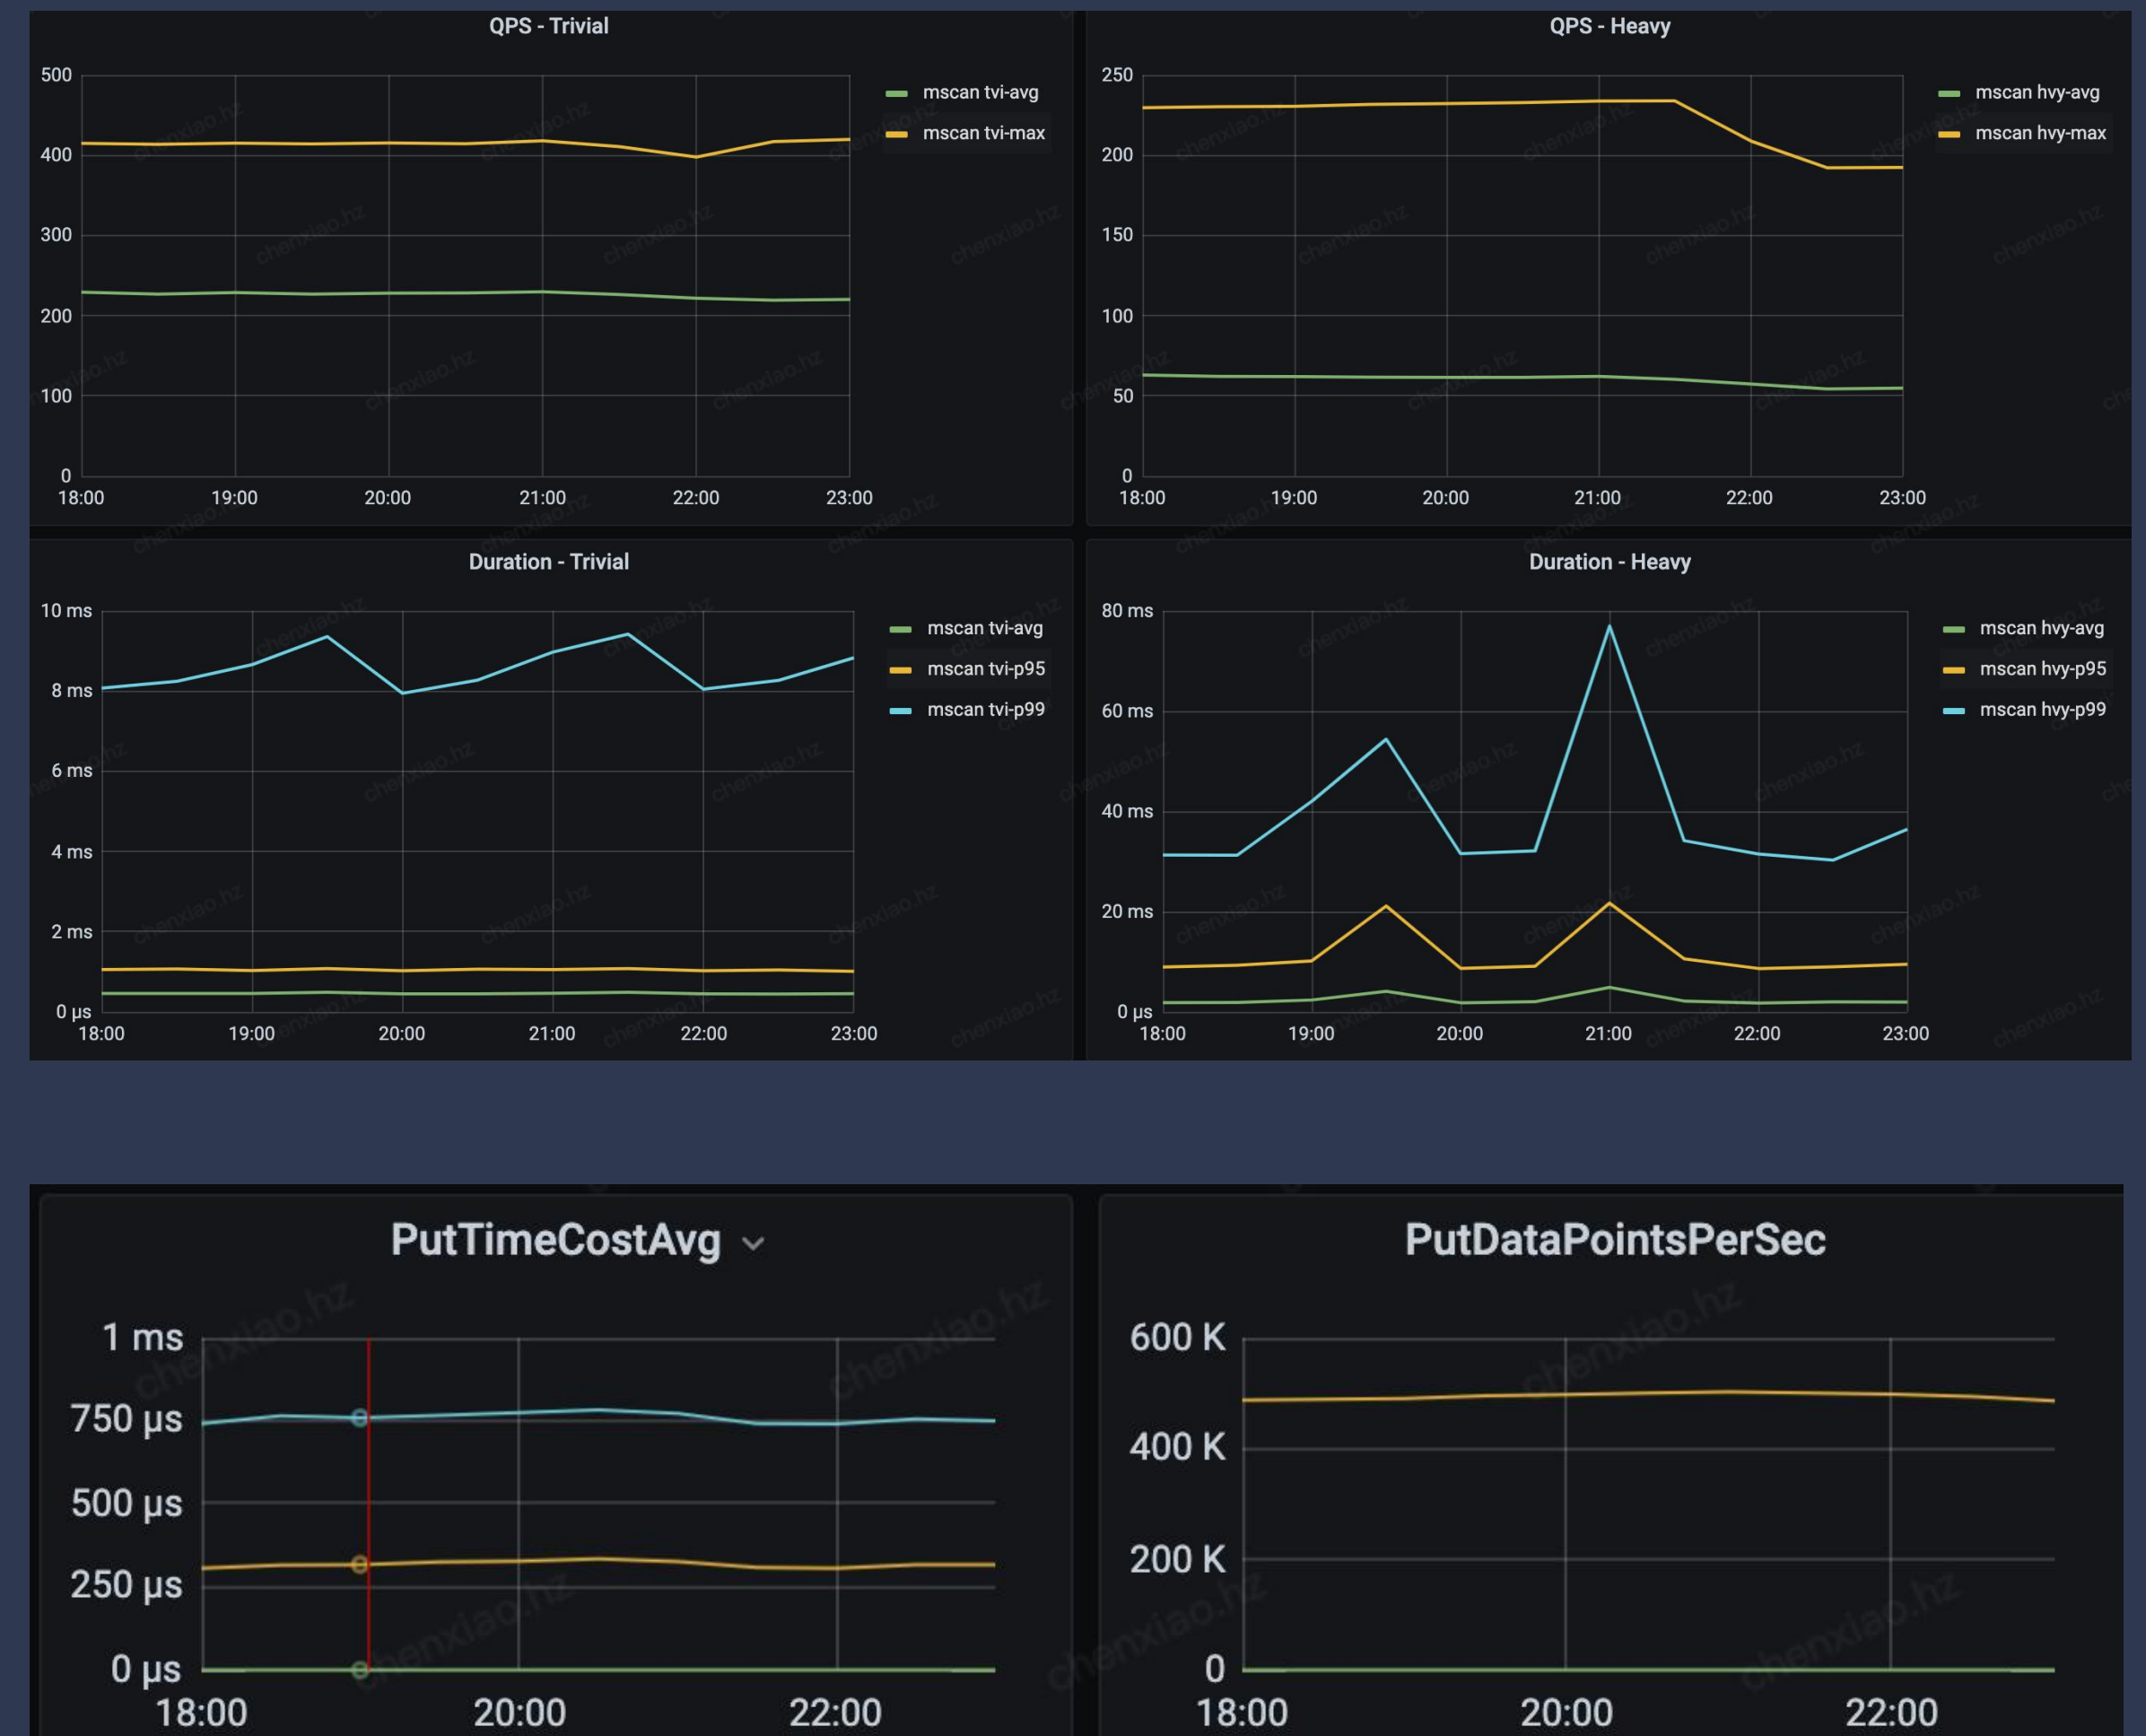 QPS - Trivial
500
400
300
200
100
0
18:00 19:00 20:00 21:00 22:00 23:00
mscan tvi-avg
mscan tvi-max
QPS - Heavy
250
200
150
100
50
0
18:00 19:00 20:00 21:00 22:00 23:00
mscan hvy-avg
mscan hvy-max
Duration - Trivial
10 ms
8 ms
6 ms
4 ms
2 ms
0 µs
18:00 19:00 20:00 21:00 22:00 23:00
mscan tvi-avg
mscan tvi-p95
mscan tvi-p99
Duration - Heavy
80 ms
60 ms
40 ms
20 ms
0 µs
18:00 19:00 20:00 21:00 22:00 23:00
mscan hvy-avg
mscan hvy-p95
mscan hvy-p99
PutTimeCostAvg
1 ms
750 µs
500 µs
250 µs
0 µs
18:00 20:00 22:00
PutDataPointsPerSec
600 K
400 K
200 K
0
18:00 20:00 22:00
chenxiao.hz